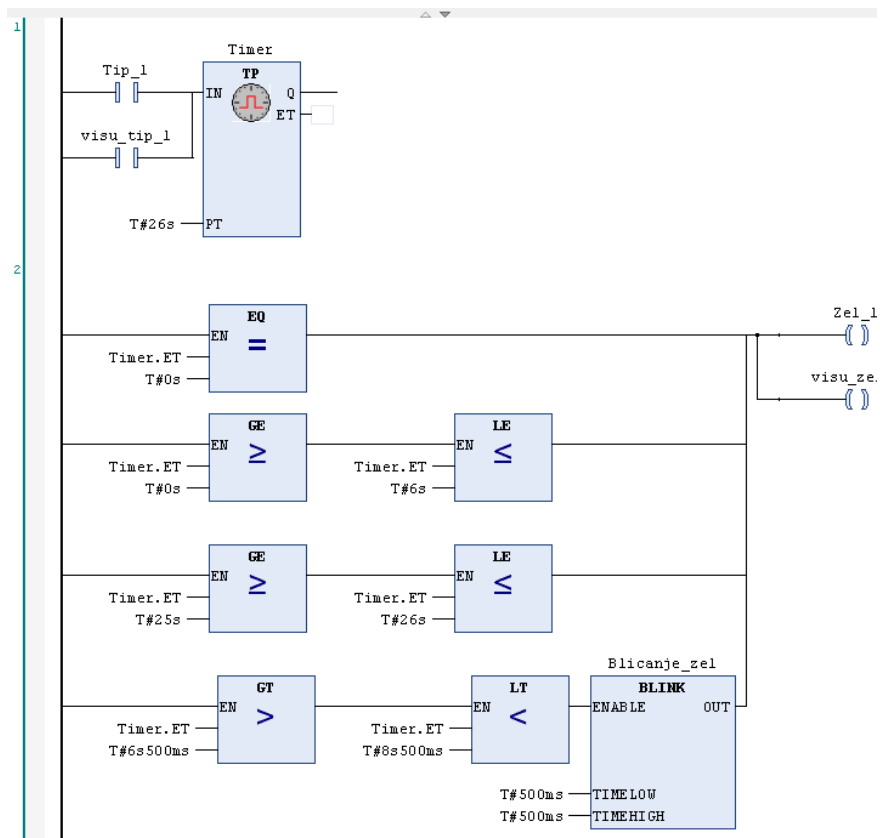 1
Timer
Tip_1
TP
IN Q
ET
visu_tip_1
T#26s PT
2
EQ
Zel_1
EN
=
Timer.ET
T#0s
visu_ze
GE LE
EN ≥ EN ≤
Timer.ET Timer.ET
T#0s T#6s
GE LE
EN ≥ EN ≤
Timer.ET Timer.ET
T#25s T#26s
Blicanje_zel
GT LT BLINK
EN > EN < ENABLE OUT
Timer.ET Timer.ET
T#6s500ms T#8s500ms
T#500ms TIMELOW
T#500ms TIMEHIGH